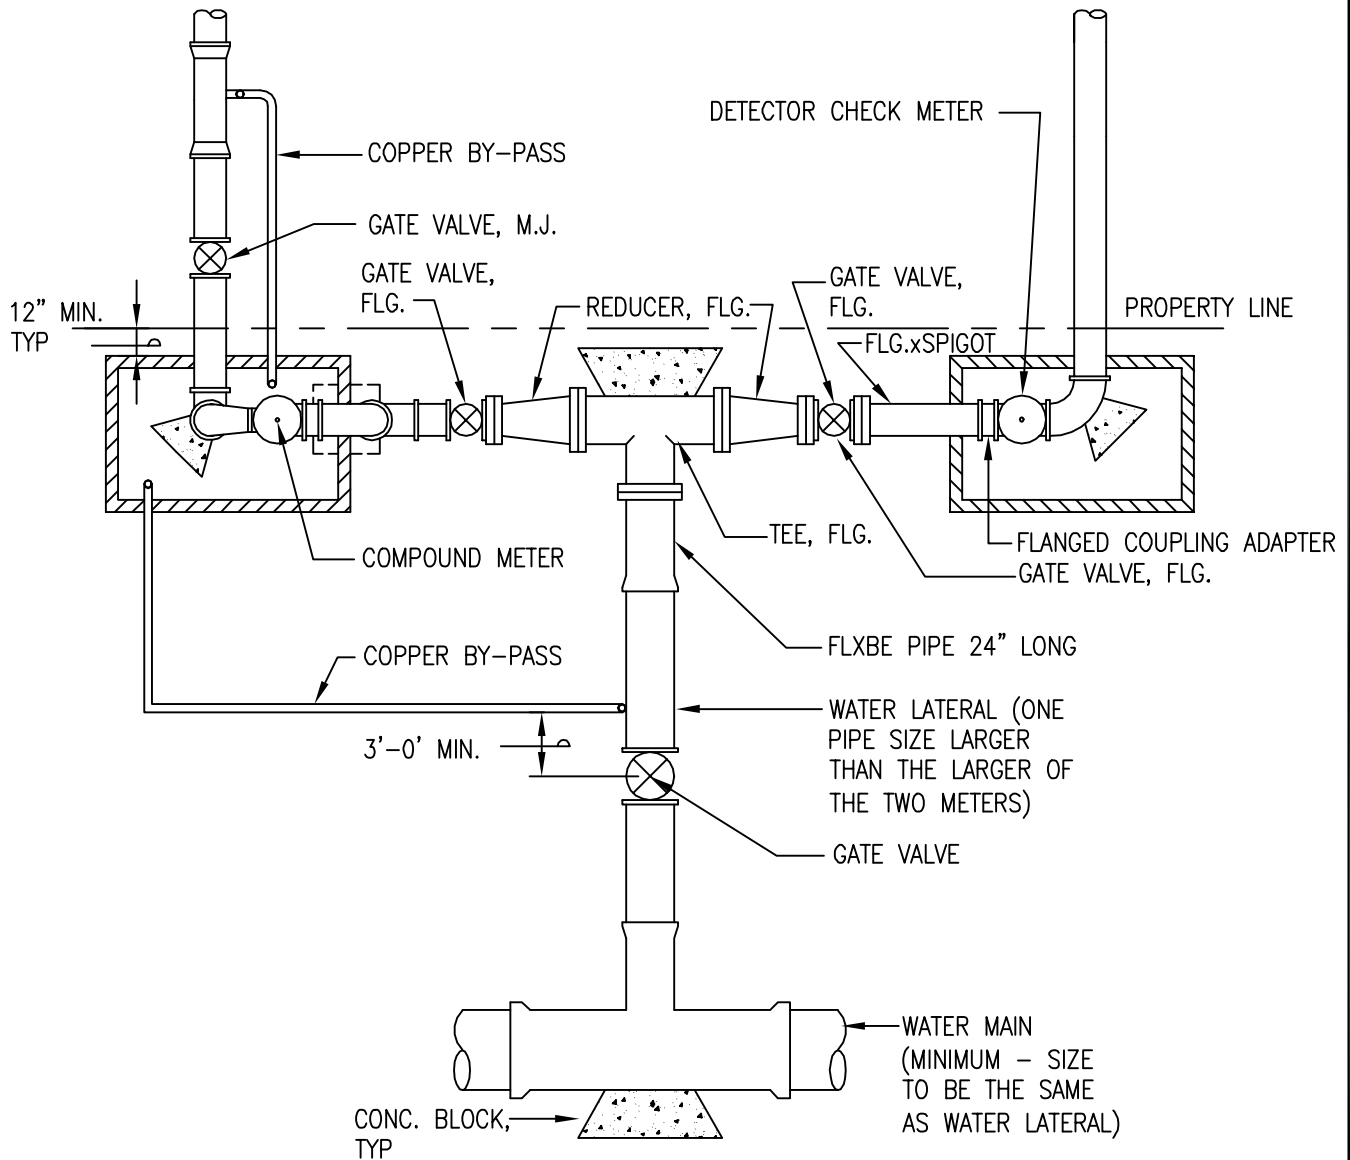 DETECTOR CHECK METER
COPPER BY-PASS
GATE VALVE, M.J.
GATE VALVE,
FLG.
REDUCER, FLG.
GATE VALVE,
FLG.
PROPERTY LINE
12" MIN.
TYP
FLG.xSPIGOT
TEE, FLG.
FLANGED COUPLING ADAPTER
GATE VALVE, FLG.
COMPOUND METER
FLXBE PIPE 24" LONG
COPPER BY-PASS
3'-0' MIN.
WATER LATERAL (ONE
PIPE SIZE LARGER
THAN THE LARGER OF
THE TWO METERS)
GATE VALVE
WATER MAIN
(MINIMUM - SIZE
TO BE THE SAME
AS WATER LATERAL)
CONC. BLOCK,
TYP